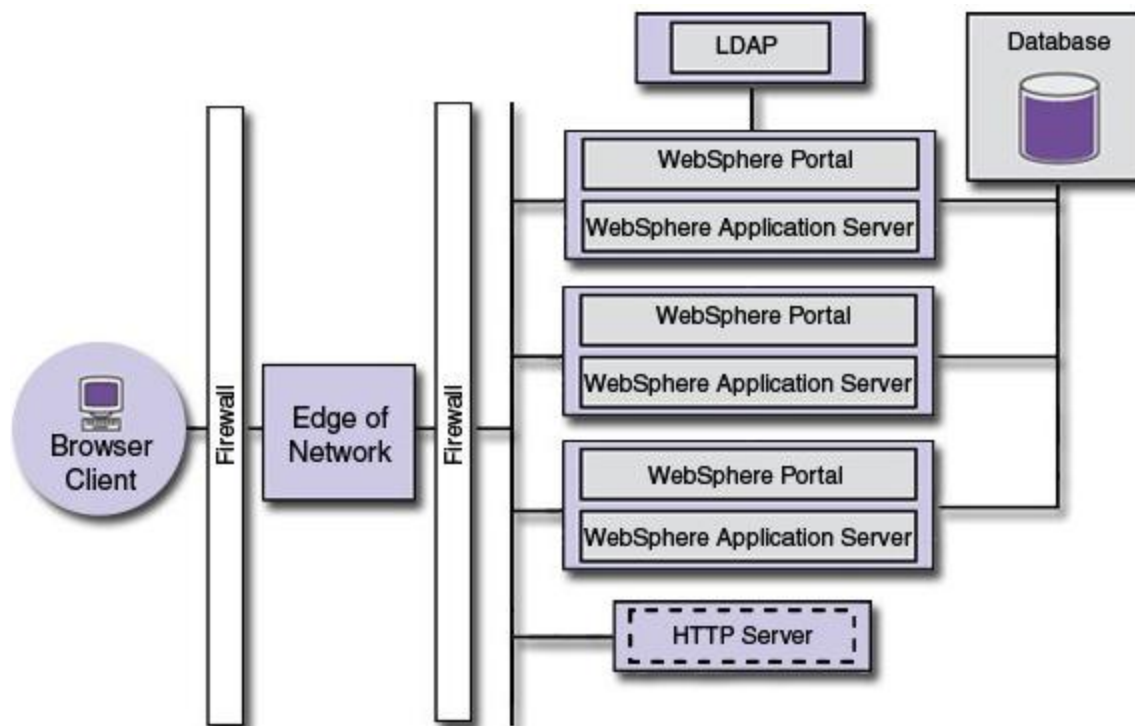 LDAP
Database
WebSphere Portal
WebSphere Application Server
WebSphere Portal
WebSphere Application Server
Browser
Client
Firewall
Edge of
Network
Firewall
WebSphere Portal
WebSphere Application Server
HTTP Server